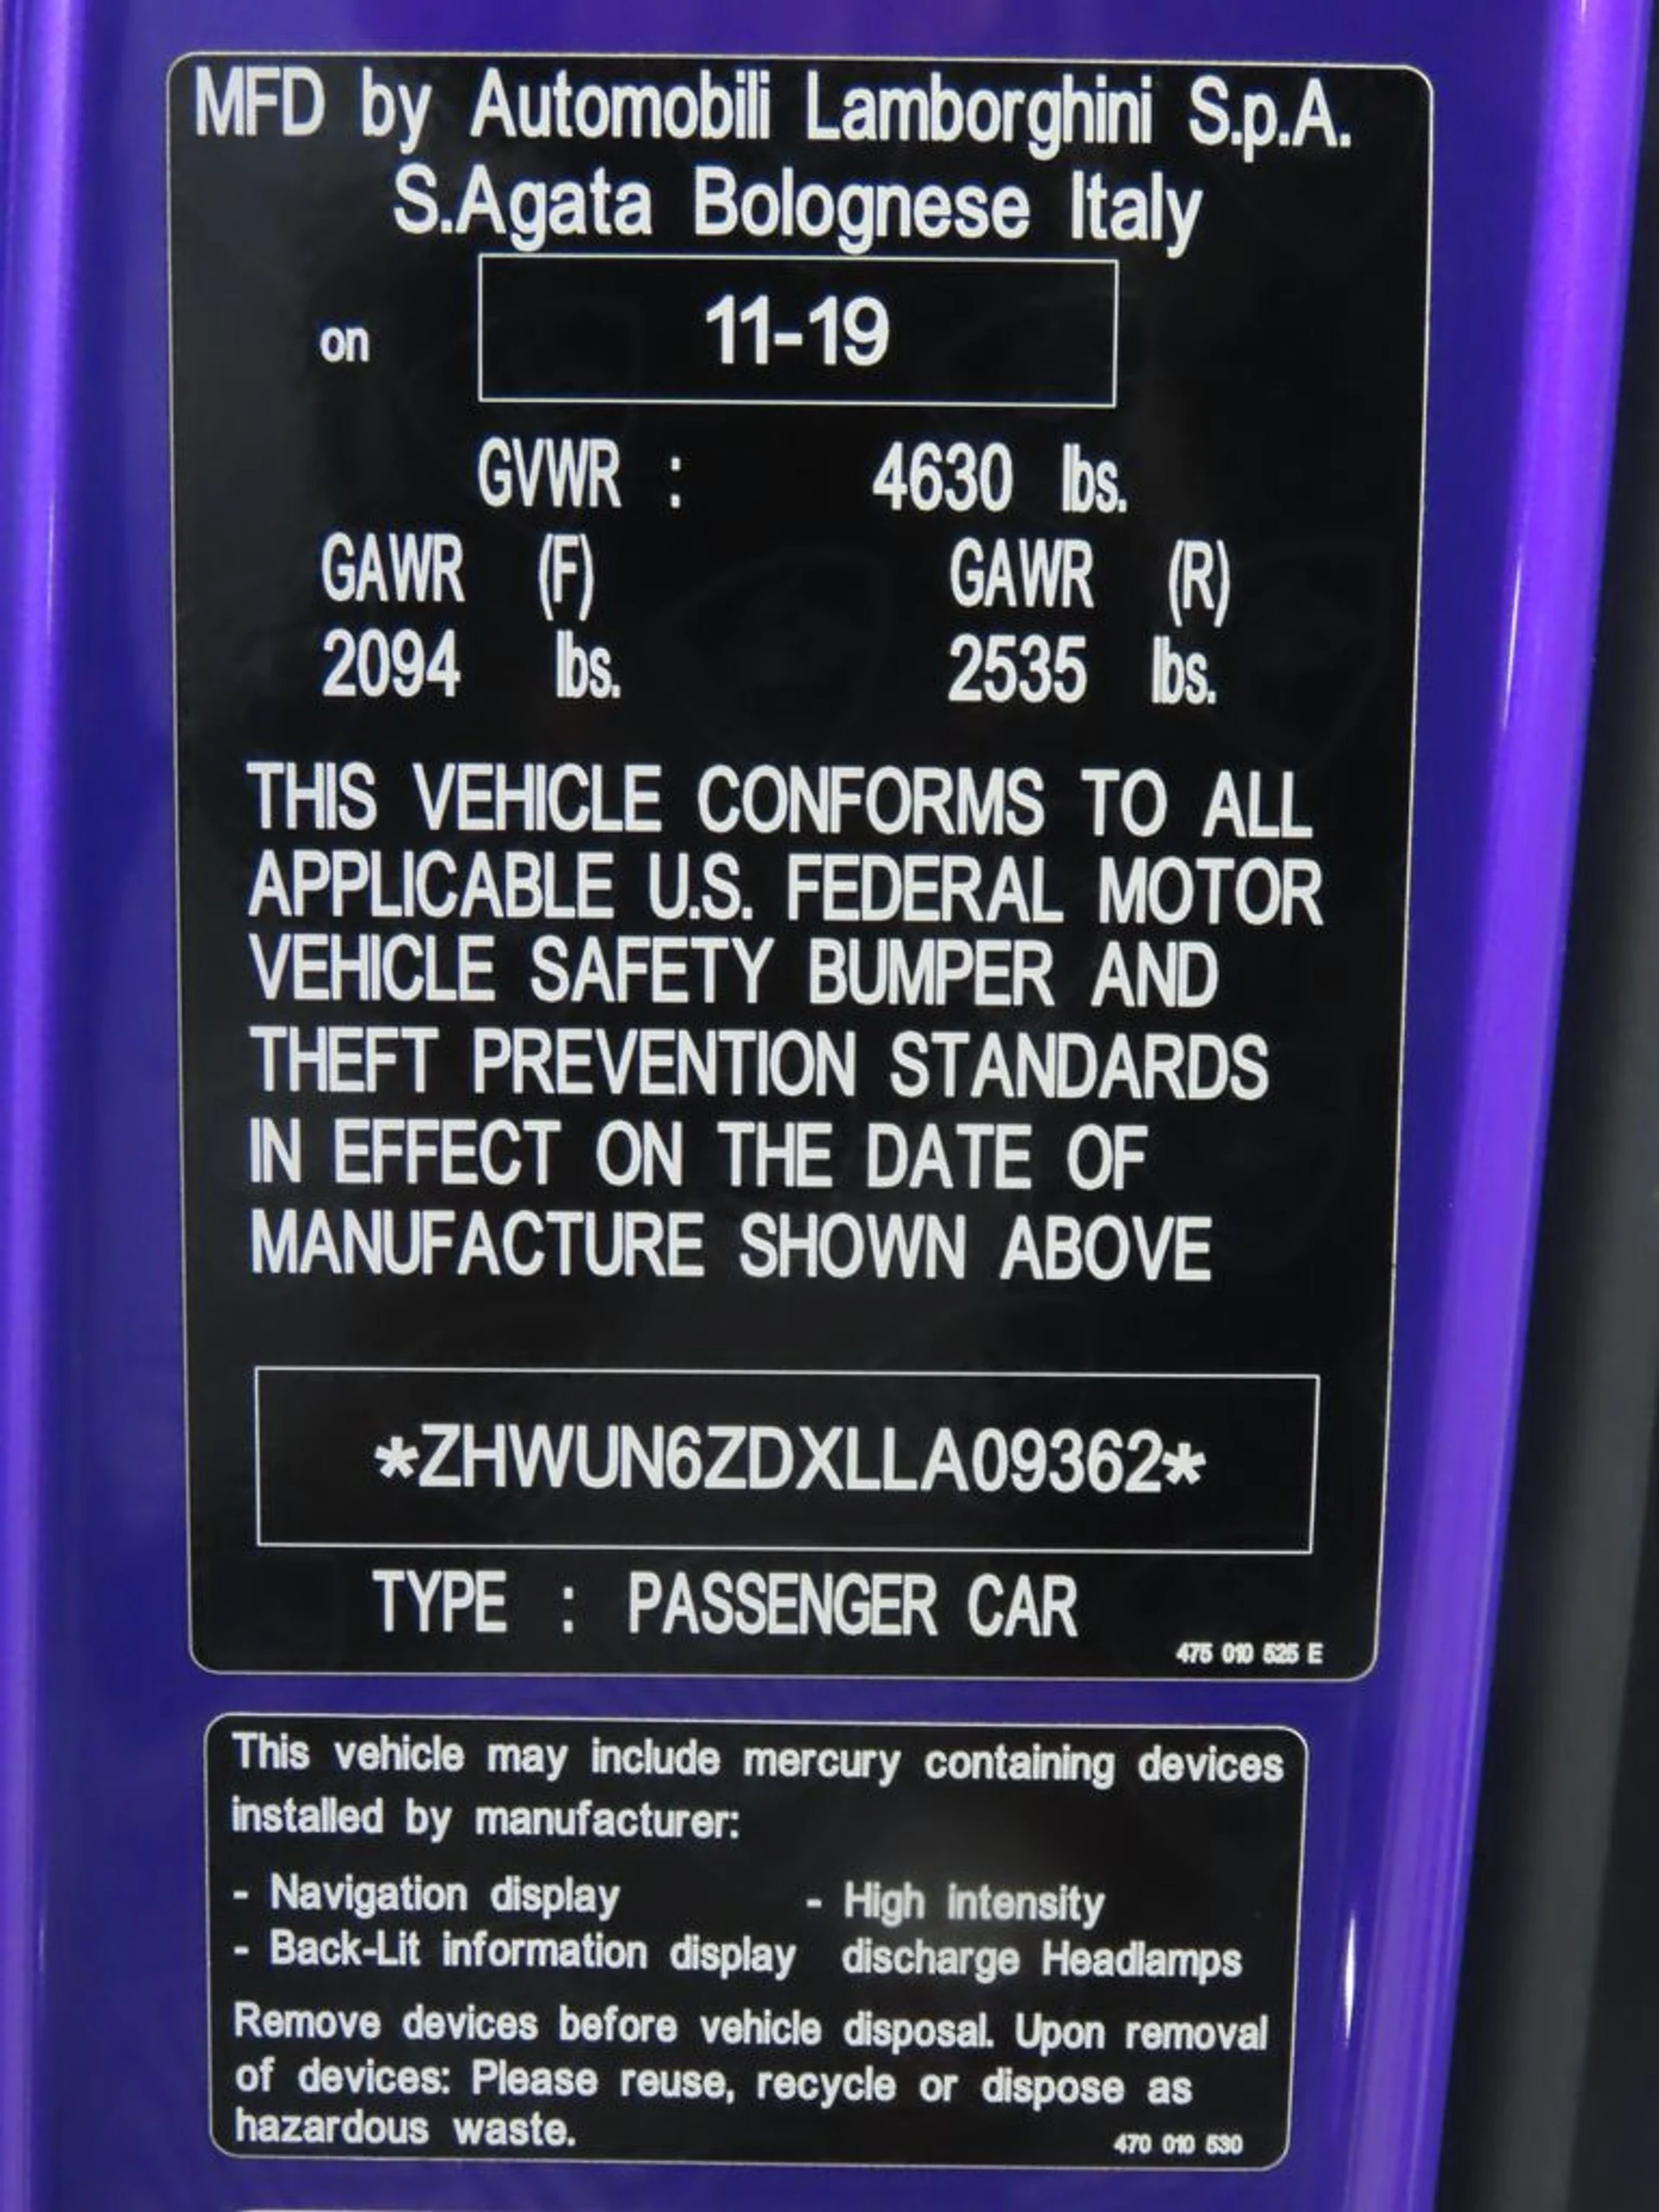 MFD by Automobili Lamborghini S.p.A.
S.Agata Bolognese Italy
on 11-19
GVWR : 4630 lbs.
GAWR (F) GAWR (R)
2094 lbs. 2535 lbs.
THIS VEHICLE CONFORMS TO ALL
APPLICABLE U.S. FEDERAL MOTOR
VEHICLE SAFETY BUMPER AND
THEFT PREVENTION STANDARDS
IN EFFECT ON THE DATE OF
MANUFACTURE SHOWN ABOVE
*ZHWUN6ZDXLLA09362*
TYPE : PASSENGER CAR
475 010 525 E
This vehicle may include mercury containing devices
installed by manufacturer:
- Navigation display - High intensity
- Back-Lit information display discharge Headlamps
Remove devices before vehicle disposal. Upon removal
of devices: Please reuse, recycle or dispose as
hazardous waste.
470 010 530